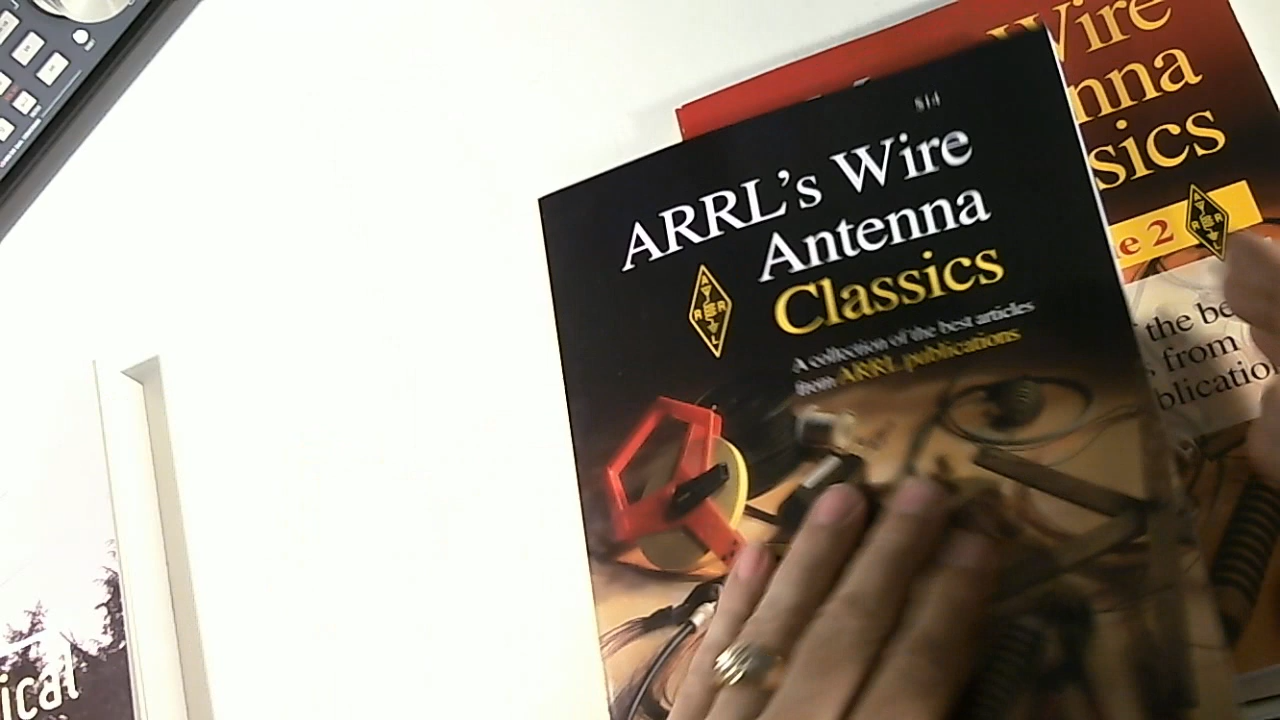 $14
ARRL's Wire
Antenna
Classics
A collection of the best articles
from ARRL publications
A
R R
L
Wire
nna
sics
e 2
A
R R
L
the be
from
blication
ical